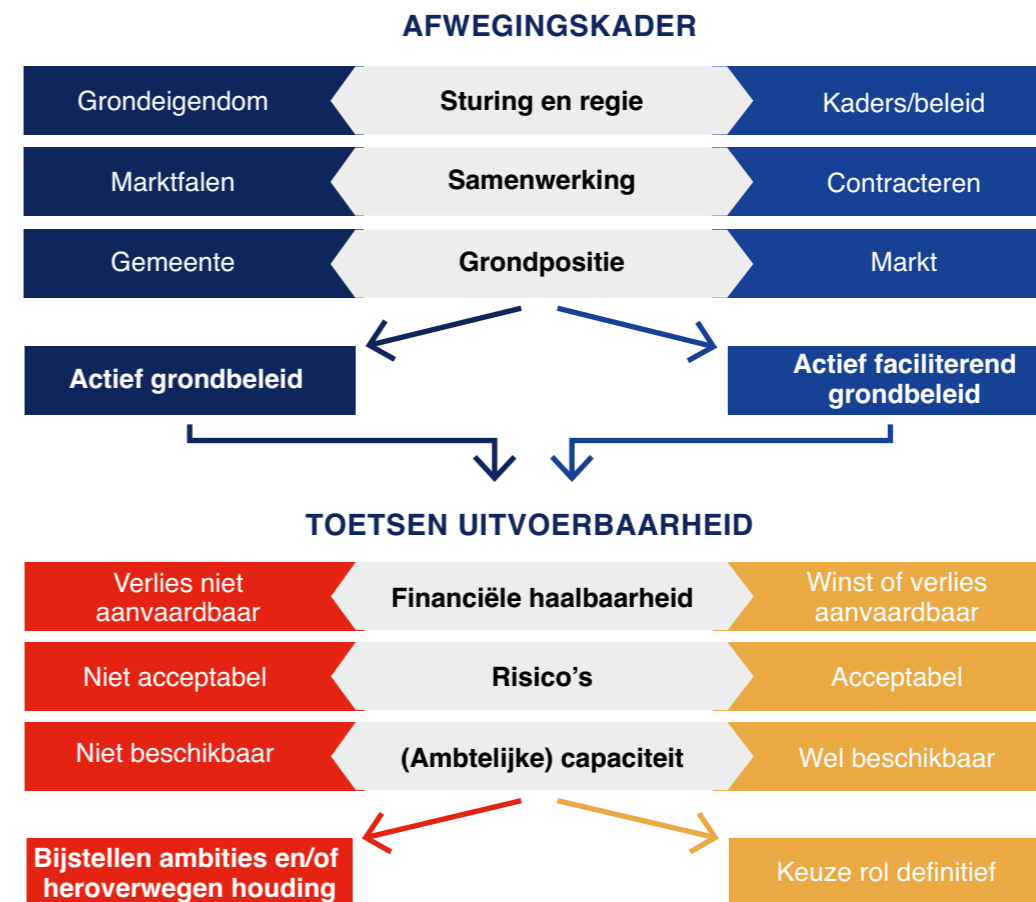 AFWEGINGSKADER
Grondeigendom
Sturing en regie
Kaders/beleid
Marktfalen
Samenwerking
Contracteren
Gemeente
Grondpositie
Markt
Actief grondbeleid
Actief faciliterend
grondbeleid
TOETSEN UITVOERBAARHEID
Verlies niet
aanvaardbaar
Financiële haalbaarheid
Winst of verlies
aanvaardbaar
Niet acceptabel
Risico’s
Acceptabel
Niet beschikbaar
(Ambtelijke) capaciteit
Wel beschikbaar
Bijstellen ambities en/of
heroverwegen houding
Keuze rol definitief